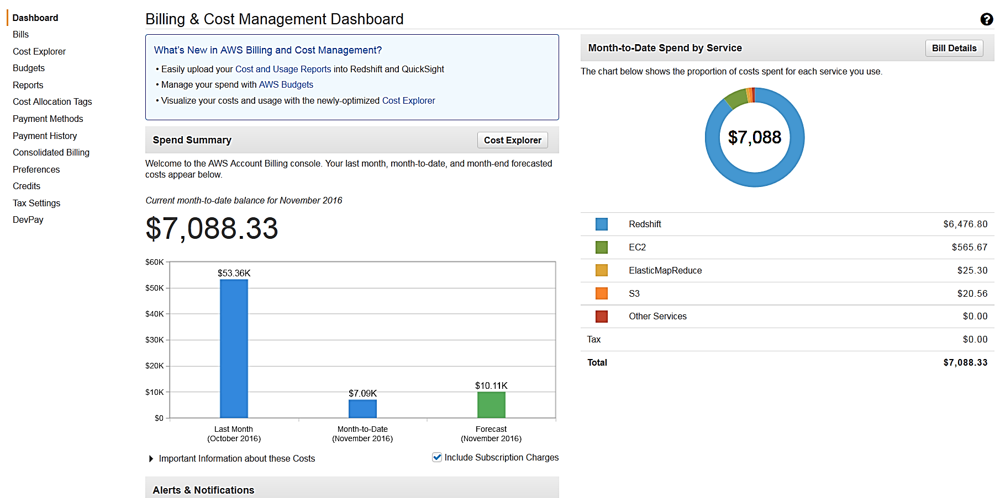 Dashboard
Bills
Cost Explorer
Budgets
Reports
Cost Allocation Tags
Payment Methods
Payment History
Consolidated Billing
Preferences
Credits
Tax Settings
DevPay
Billing & Cost Management Dashboard
?
What's New in AWS Billing and Cost Management?
• Easily upload your Cost and Usage Reports into Redshift and QuickSight
• Manage your spend with AWS Budgets
• Visualize your costs and usage with the newly-optimized Cost Explorer
Spend Summary
Cost Explorer
Welcome to the AWS Account Billing console. Your last month, month-to-date, and month-end forecasted
costs appear below.
Current month-to-date balance for November 2016
$7,088.33
$60K
$50K
$40K
$30K
$20K
$10K
$0
$53.36K
$7.09K
$10.11K
Last Month
(October 2016)
Month-to-Date
(November 2016)
Forecast
(November 2016)
Important Information about these Costs
Include Subscription Charges
Alerts & Notifications
Month-to-Date Spend by Service
Bill Details
The chart below shows the proportion of costs spent for each service you use.
$7,088
Redshift $6,476.80
EC2 $565.67
ElasticMapReduce $25.30
S3 $20.56
Other Services $0.00
Tax $0.00
Total $7,088.33